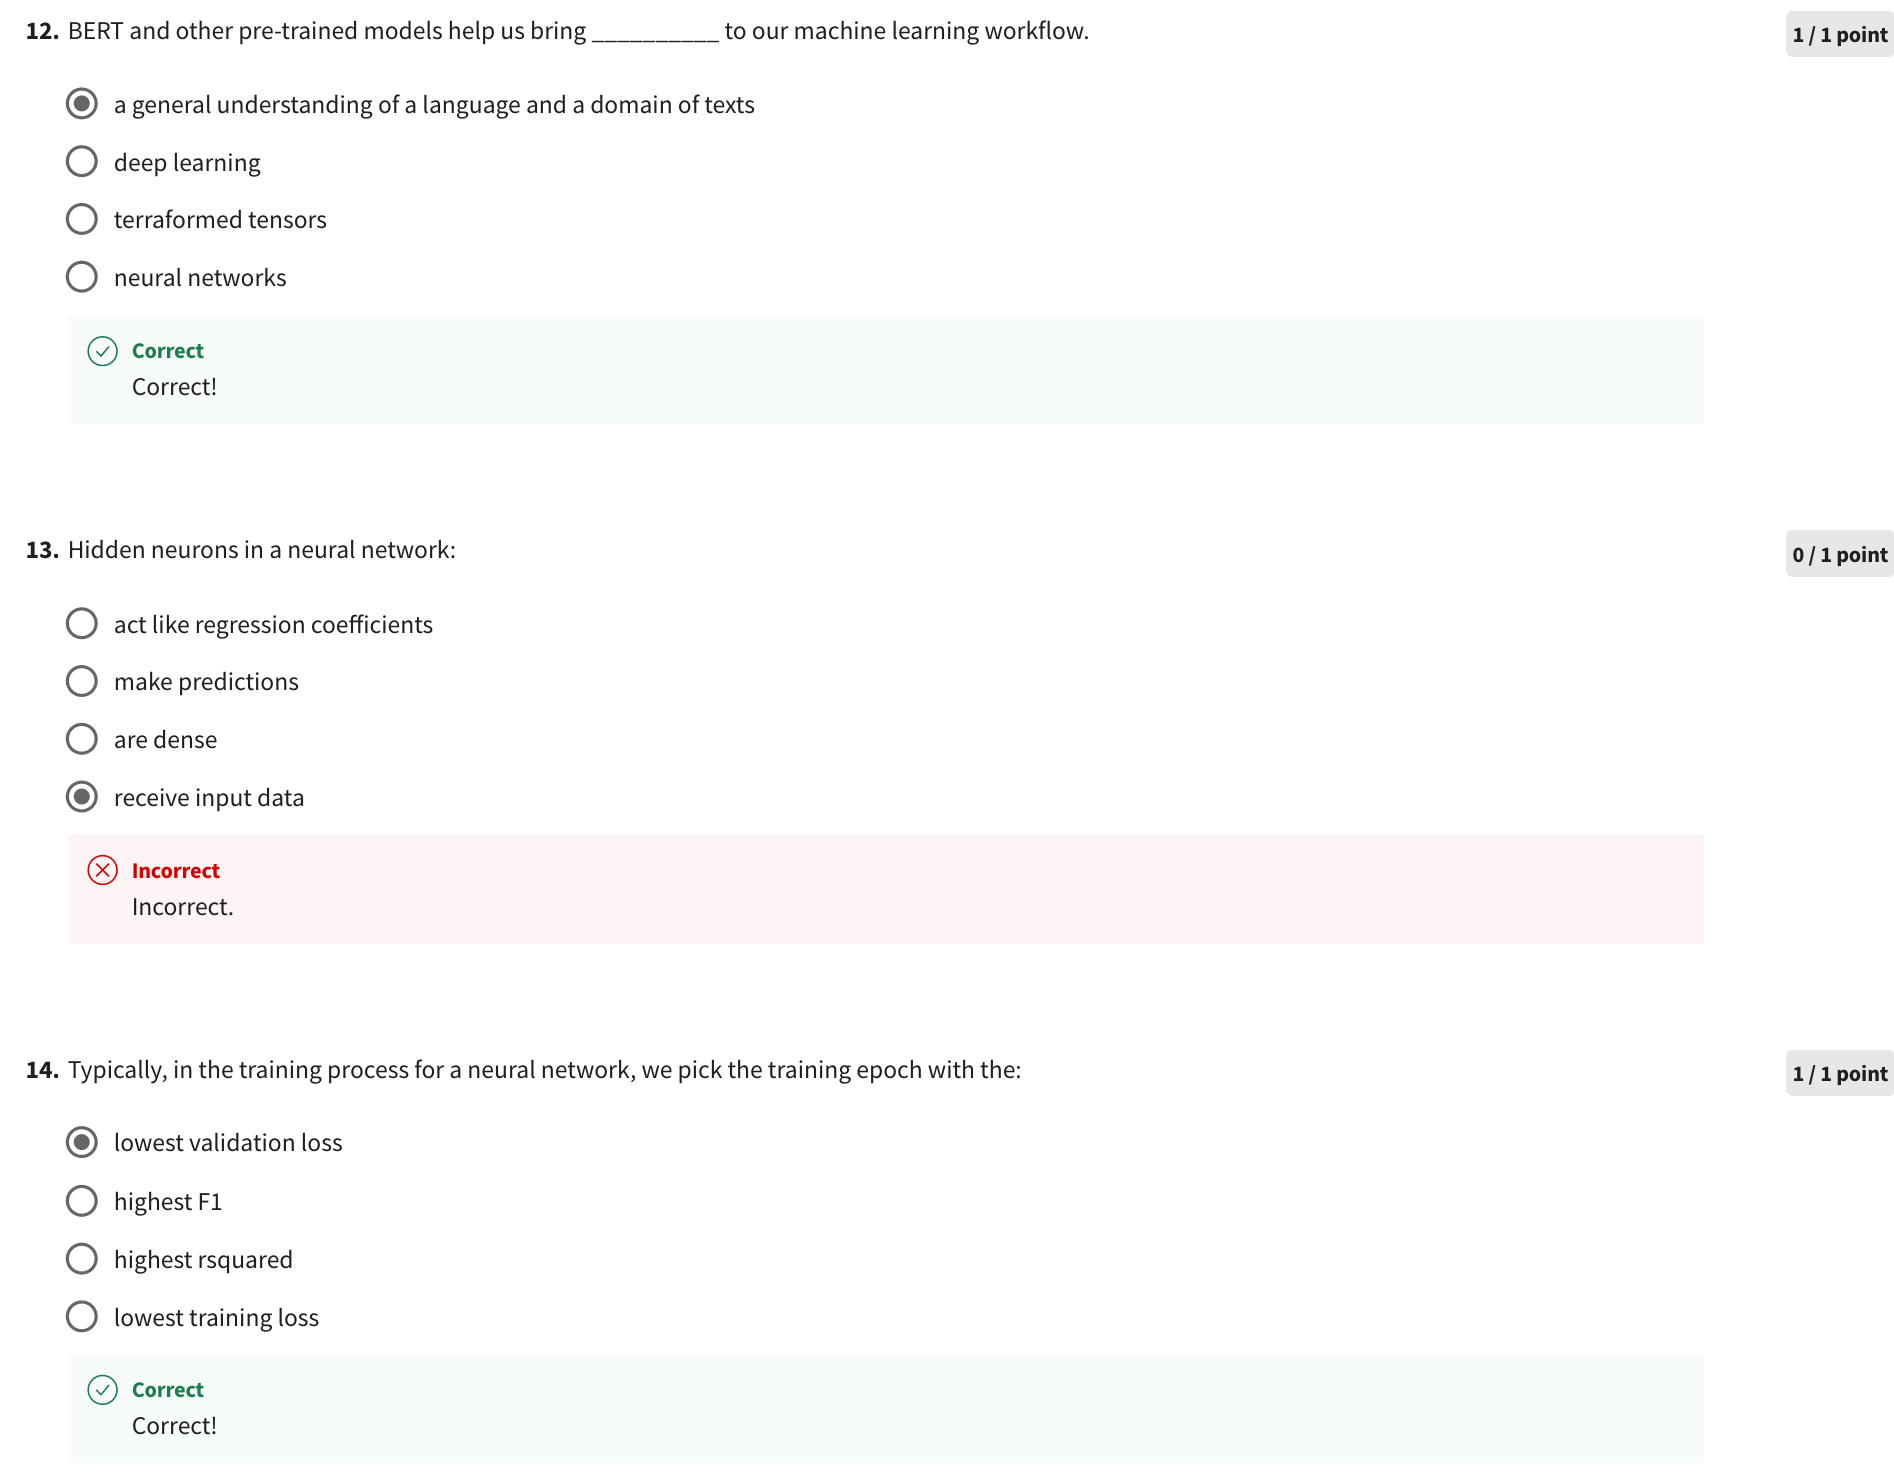 12. BERT and other pre-trained models help us bring __________ to our machine learning workflow.
1 / 1 point
a general understanding of a language and a domain of texts
deep learning
terraformed tensors
neural networks
Correct
Correct!
13. Hidden neurons in a neural network:
0 / 1 point
act like regression coefficients
make predictions
are dense
receive input data
Incorrect
Incorrect.
14. Typically, in the training process for a neural network, we pick the training epoch with the:
1 / 1 point
lowest validation loss
highest F1
highest rsquared
lowest training loss
Correct
Correct!